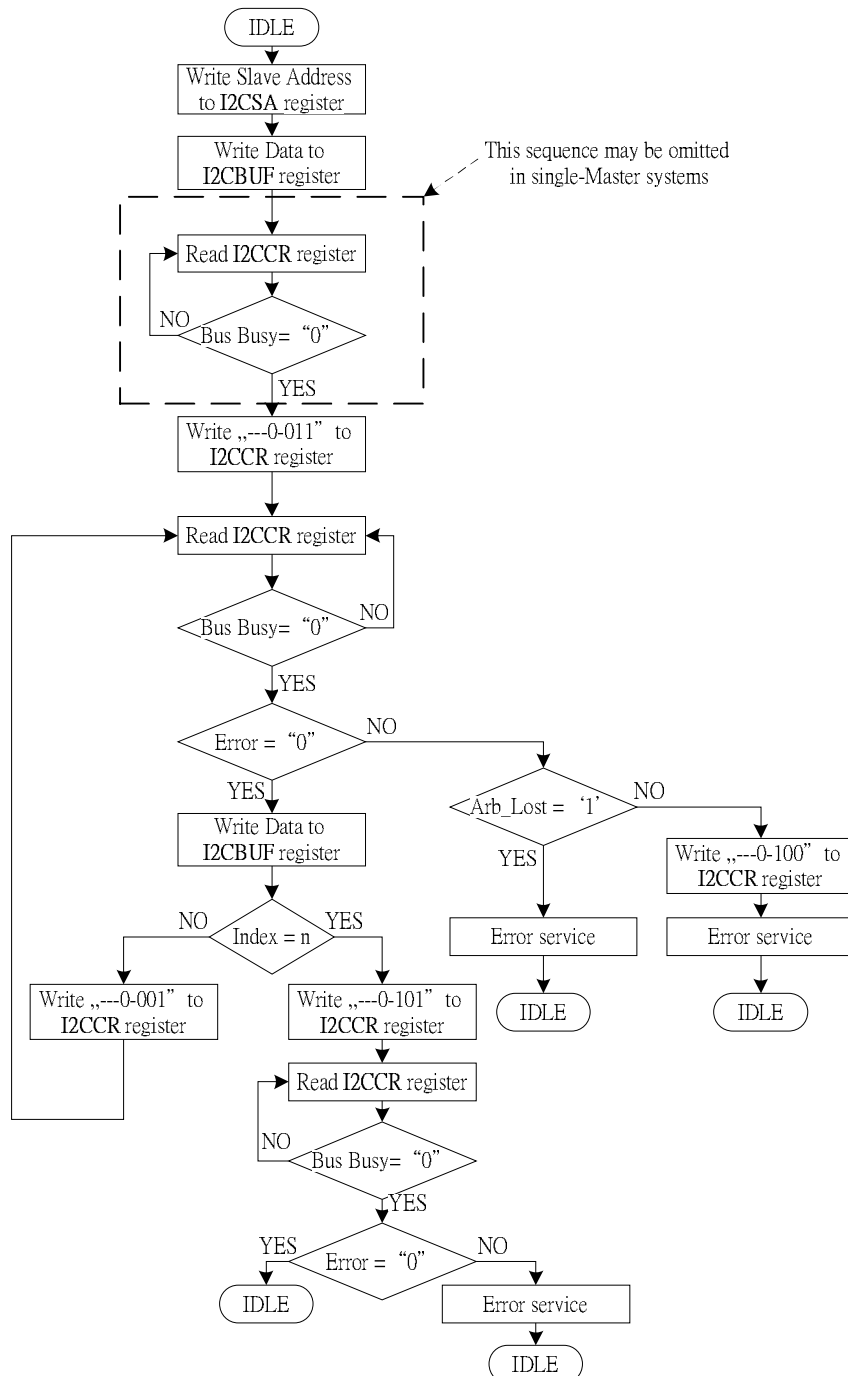 IDLE
Write Slave Address
to I2CSA register
Write Data to
I2CBUF register
This sequence may be omitted
in single-Master systems
Read I2CCR register
NO
Bus Busy= “0”
YES
Write „---0-011” to
I2CCR register
Read I2CCR register
NO
Bus Busy= “0”
YES
NO
Error = “0”
YES
Arb_Lost = ‘1’
NO
YES
Write Data to
I2CBUF register
Write „---0-100” to
I2CCR register
NO
YES
Index = n
Error service
Error service
Write „---0-001” to
I2CCR register
Write „---0-101” to
I2CCR register
IDLE
IDLE
Read I2CCR register
NO
Bus Busy= “0”
YES
YES
NO
Error = “0”
IDLE
Error service
IDLE